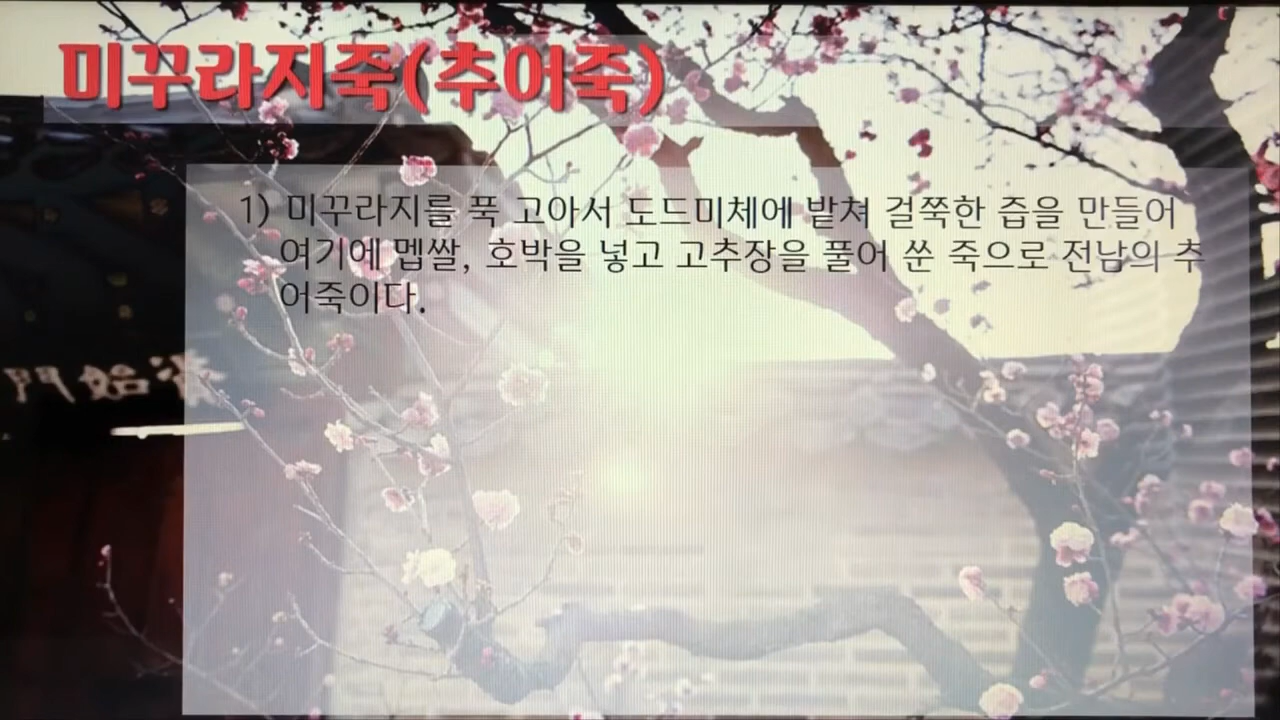 미꾸라지죽(추어죽)
1) 미꾸라지를 푹 고아서 도드미체에 밭쳐 걸쭉한 즙을 만들어
여기에 멥쌀, 호박을 넣고 고추장을 풀어 쑨 죽으로 전남의 추
어죽이다.